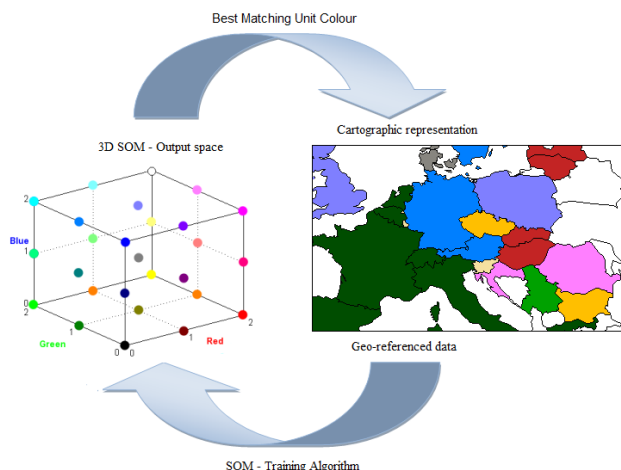 Best Matching Unit Colour
3D SOM - Output space
Cartographic representation
2
Blue
1
0
2
1
Green
0 0
1
Red
2
Geo-referenced data
SOM - Training Algorithm